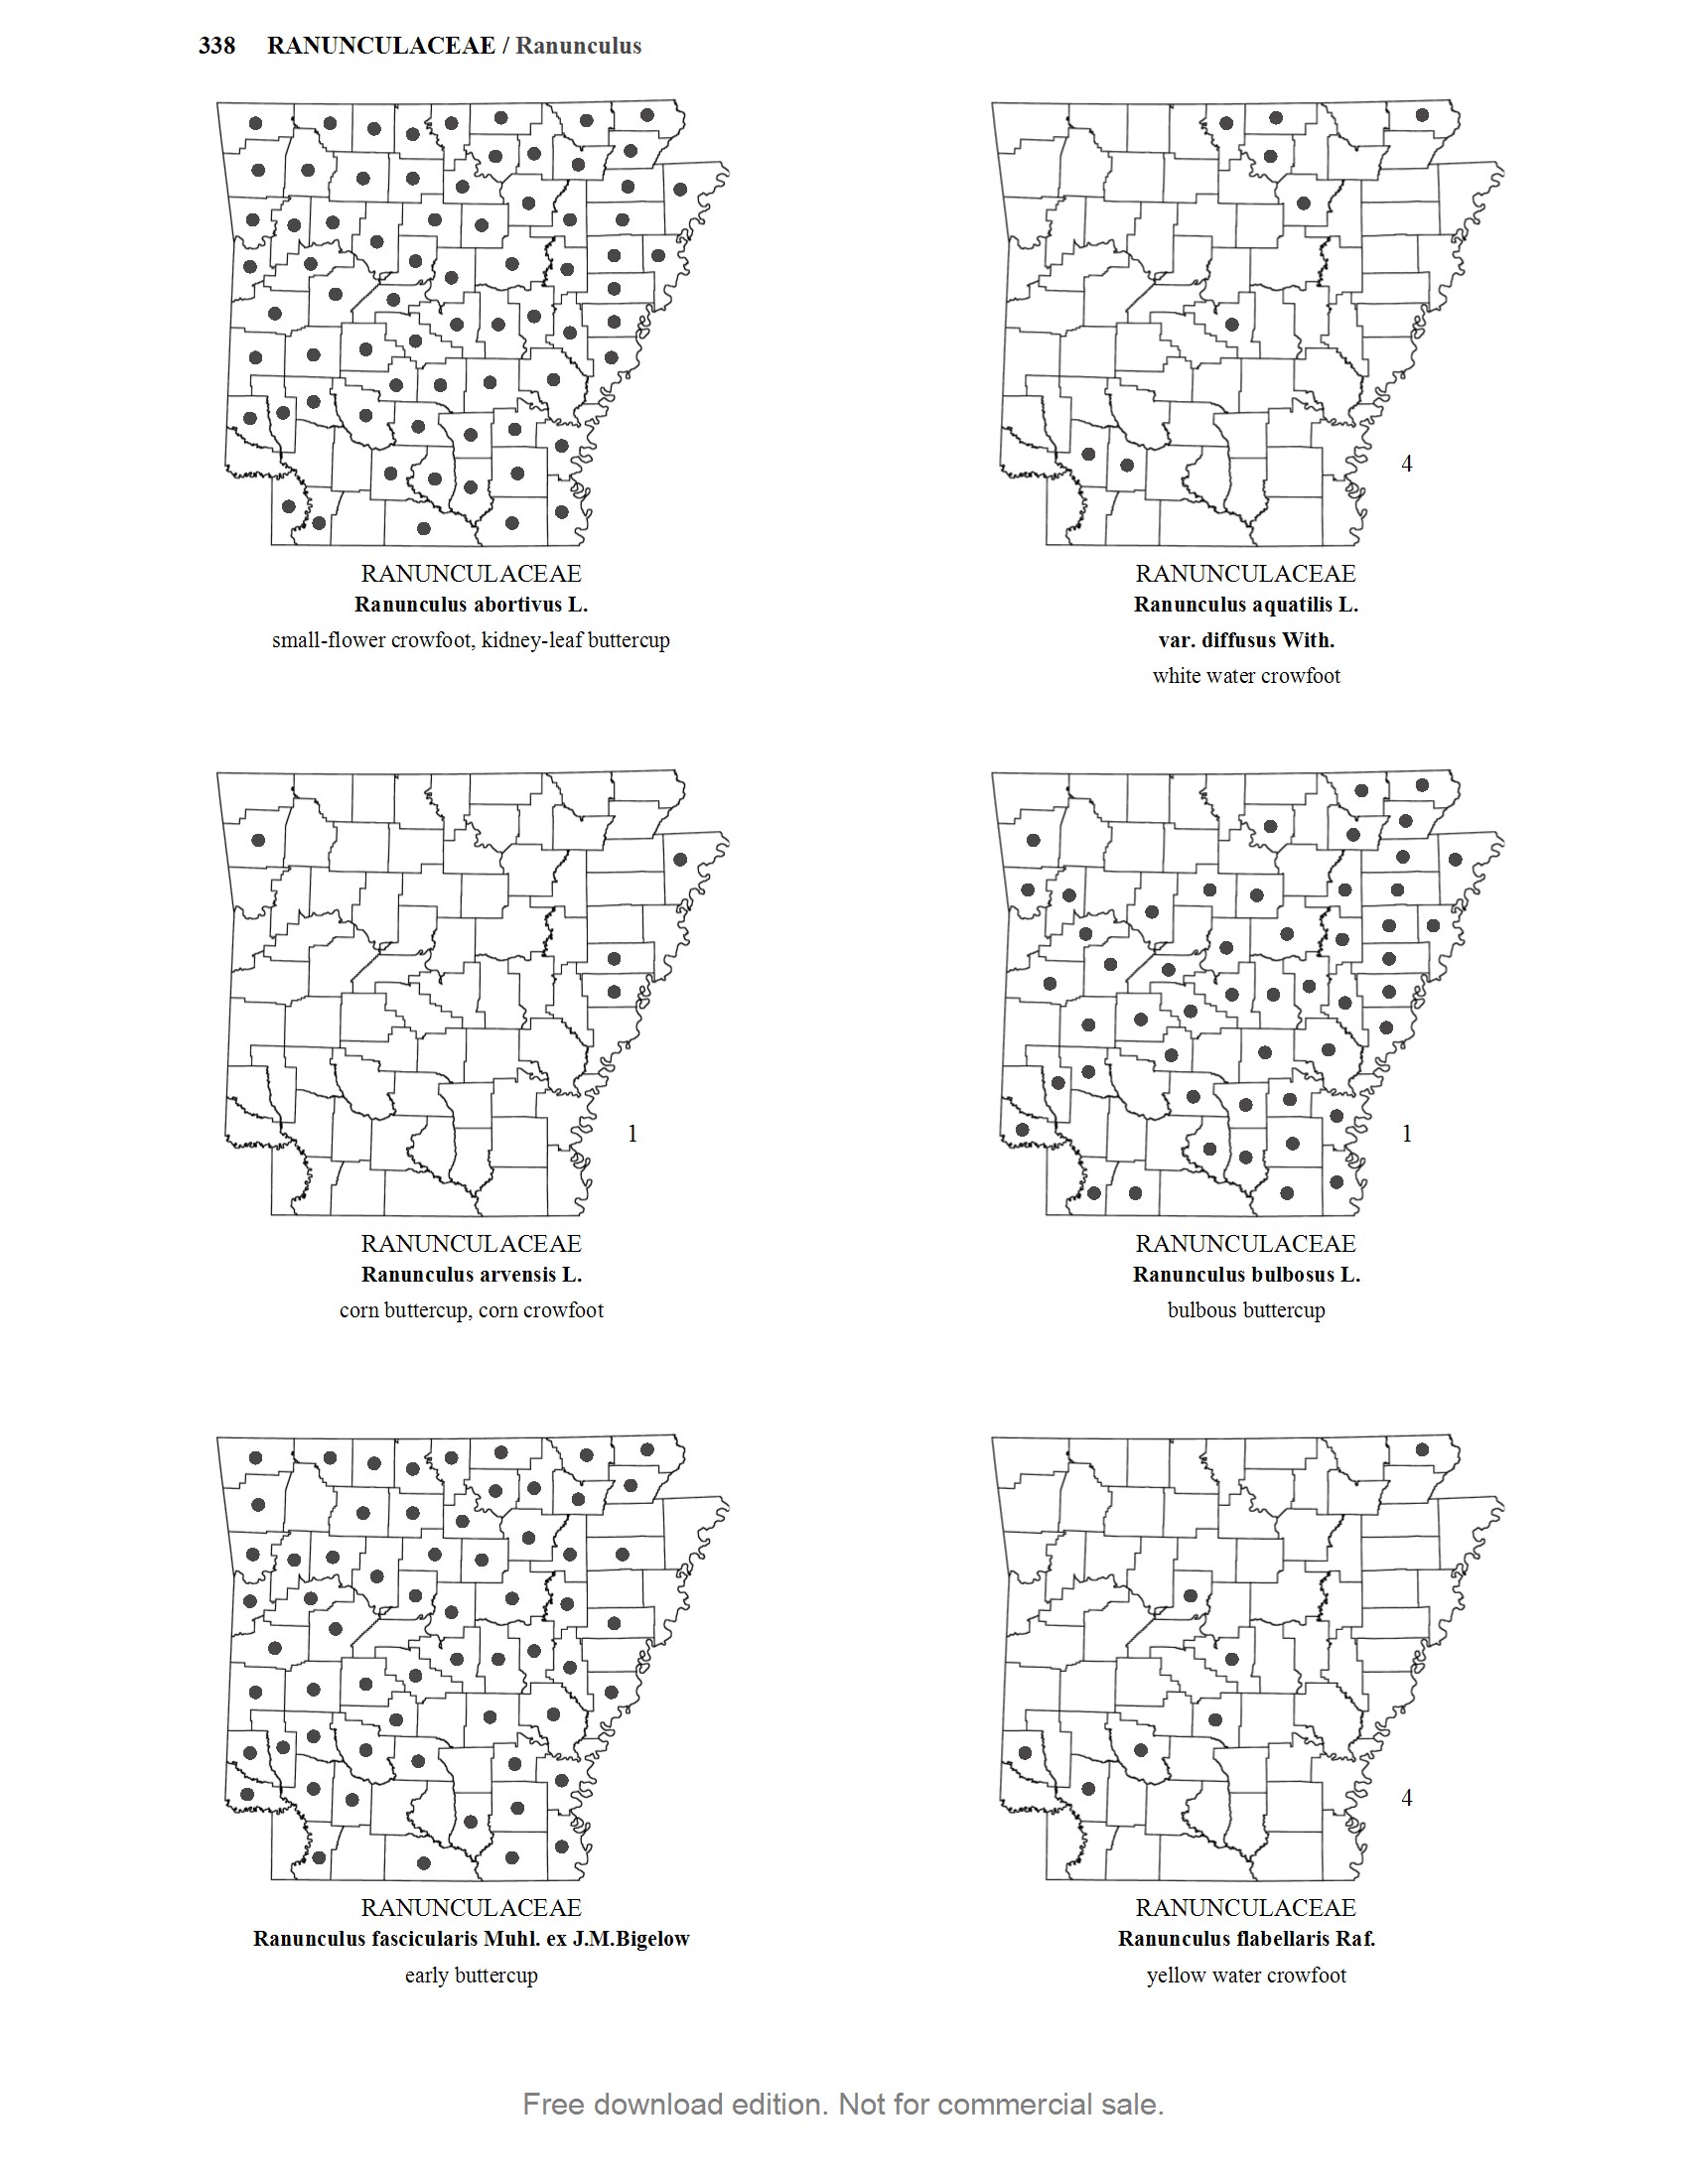 338 RANUNCULACEAE / Ranunculus
RANUNCULACEAE
Ranunculus abortivus L.
small-flower crowfoot, kidney-leaf buttercup
4
RANUNCULACEAE
Ranunculus aquatilis L.
var. diffusus With.
white water crowfoot
1
RANUNCULACEAE
Ranunculus arvensis L.
corn buttercup, corn crowfoot
1
RANUNCULACEAE
Ranunculus bulbosus L.
bulbous buttercup
RANUNCULACEAE
Ranunculus fascicularis Muhl. ex J.M.Bigelow
early buttercup
4
RANUNCULACEAE
Ranunculus flabellaris Raf.
yellow water crowfoot
Free download edition. Not for commercial sale.